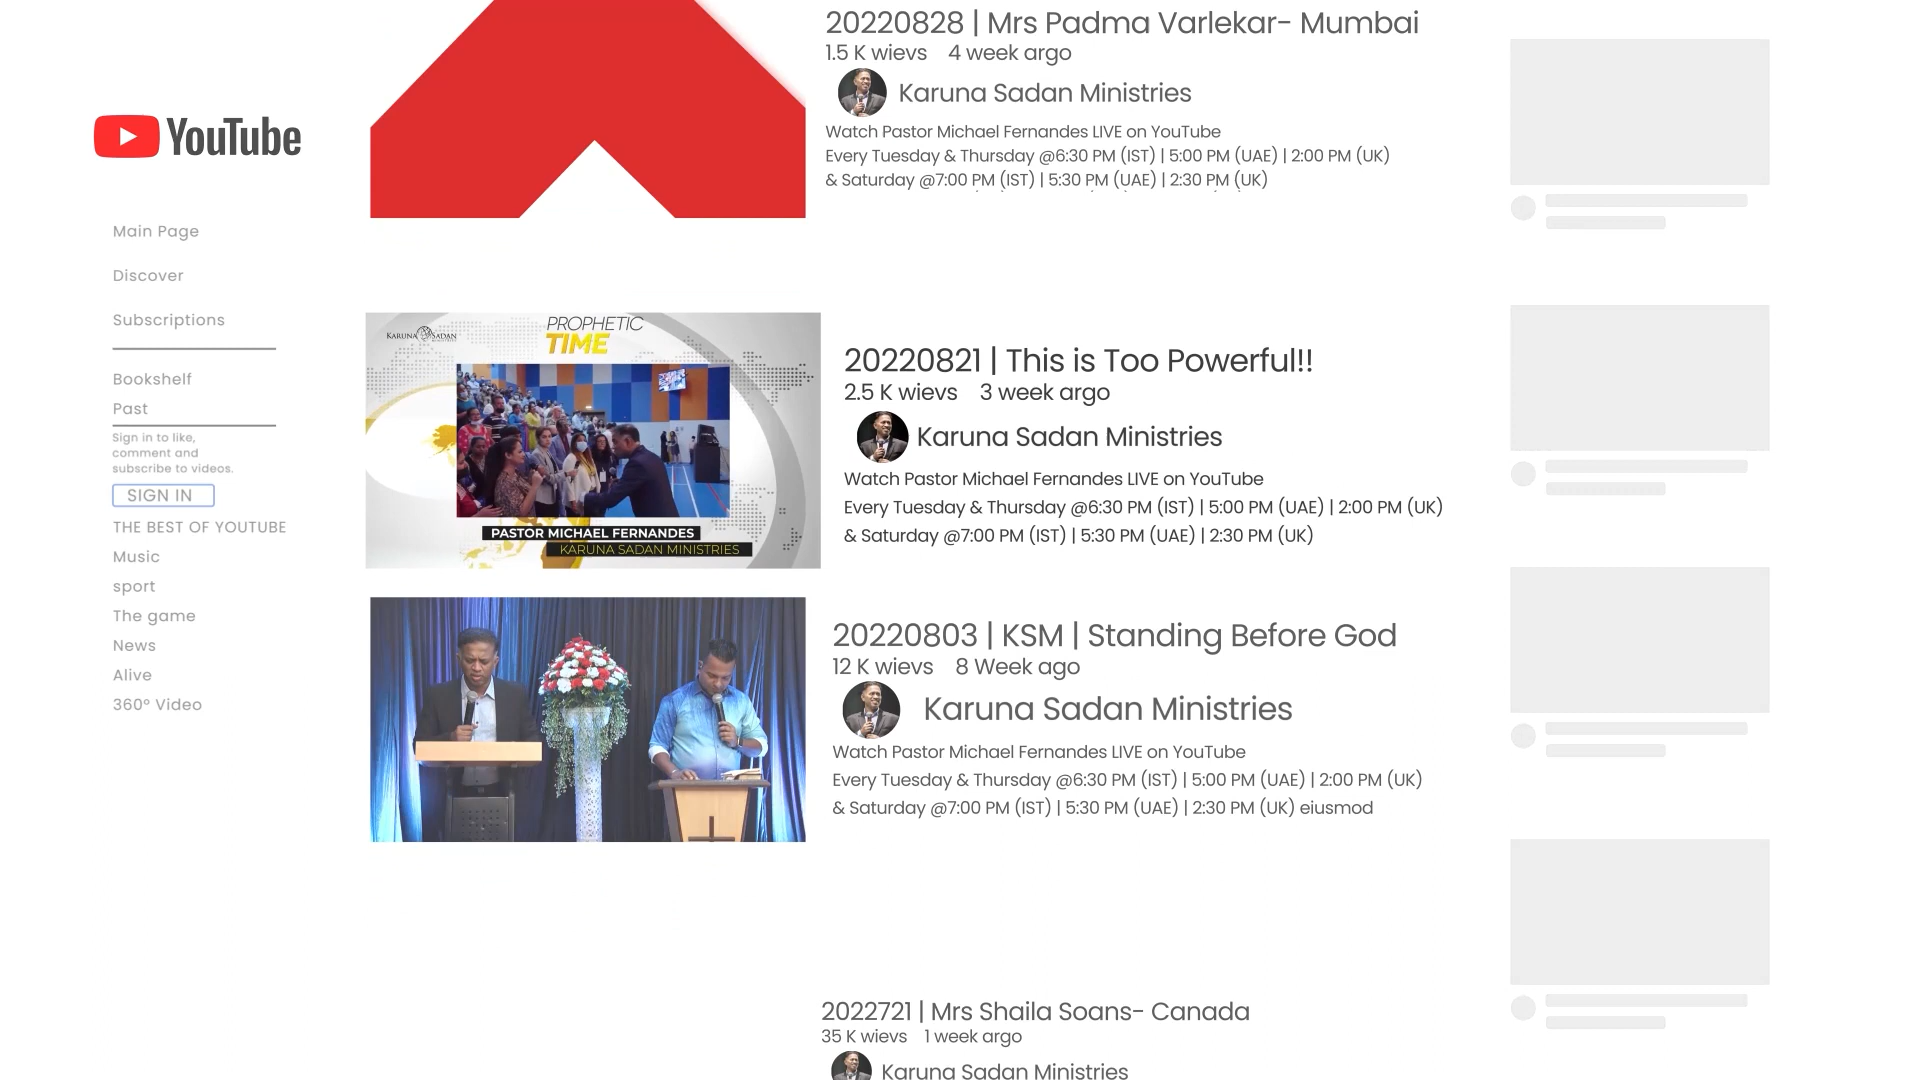 YouTube
Main Page
Discover
Subscriptions
Bookshelf
Past
Sign in to like,
comment and
subscribe to videos.
SIGN IN
THE BEST OF YOUTUBE
Music
sport
The game
News
Alive
360° Video
20220828 | Mrs Padma Varlekar- Mumbai
1.5 K wievs 4 week argo
Karuna Sadan Ministries
Watch Pastor Michael Fernandes LIVE on YouTube
Every Tuesday & Thursday @6:30 PM (IST) | 5:00 PM (UAE) | 2:00 PM (UK)
& Saturday @7:00 PM (IST) | 5:30 PM (UAE) | 2:30 PM (UK)
KARUNA SADAN
PROPHETIC
TIME
PASTOR MICHAEL FERNANDES
KARUNA SADAN MINISTRIES
20220821 | This is Too Powerful!!
2.5 K wievs 3 week argo
Karuna Sadan Ministries
Watch Pastor Michael Fernandes LIVE on YouTube
Every Tuesday & Thursday @6:30 PM (IST) | 5:00 PM (UAE) | 2:00 PM (UK)
& Saturday @7:00 PM (IST) | 5:30 PM (UAE) | 2:30 PM (UK)
20220803 | KSM | Standing Before God
12 K wievs 8 Week ago
Karuna Sadan Ministries
Watch Pastor Michael Fernandes LIVE on YouTube
Every Tuesday & Thursday @6:30 PM (IST) | 5:00 PM (UAE) | 2:00 PM (UK)
& Saturday @7:00 PM (IST) | 5:30 PM (UAE) | 2:30 PM (UK) eiusmod
2022721 | Mrs Shaila Soans- Canada
35 K wievs 1 week argo
Karuna Sadan Ministries